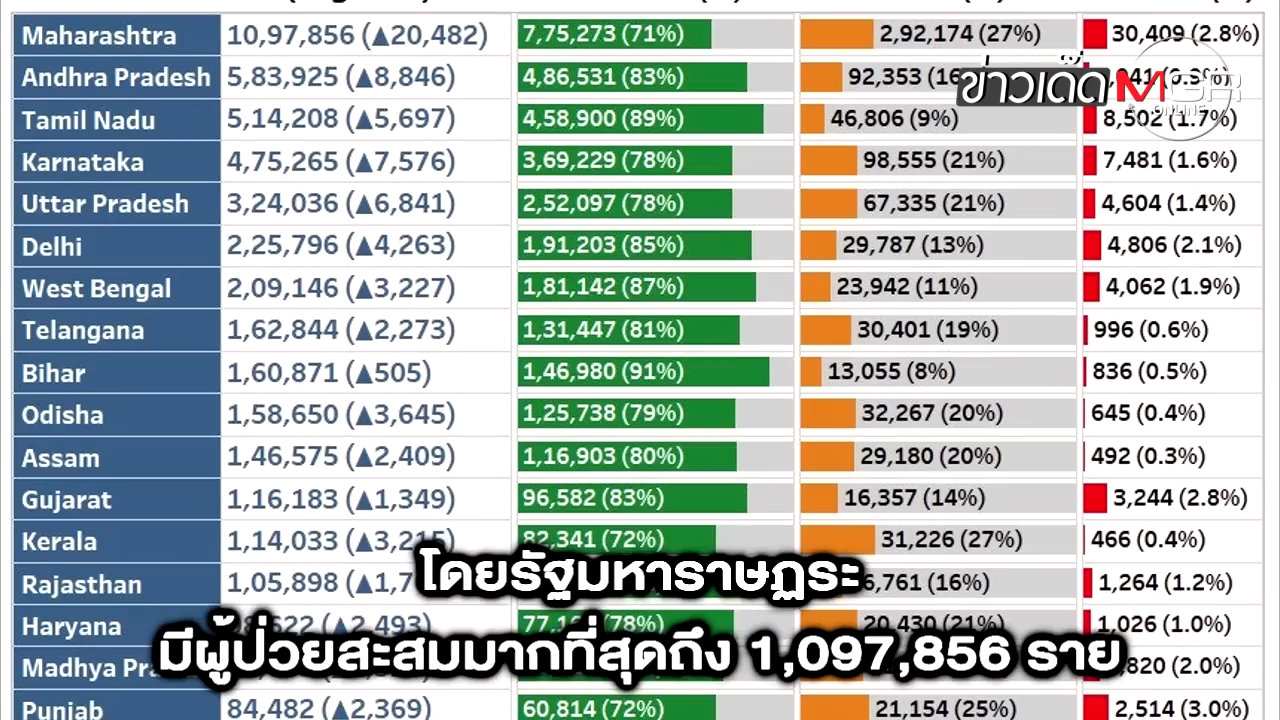 Maharashtra 10,97,856 (▲20,482) 7,75,273 (71%) 2,92,174 (27%) 30,409 (2.8%)
Andhra Pradesh 5,83,925 (▲8,846) 4,86,531 (83%) 92,353
ข่าวเด็ด MGR ONLINE
Tamil Nadu 5,14,208 (▲5,697) 4,58,900 (89%) 46,806 (9%) 8,502 (1.7%)
Karnataka 4,75,265 (▲7,576) 3,69,229 (78%) 98,555 (21%) 7,481 (1.6%)
Uttar Pradesh 3,24,036 (▲6,841) 2,52,097 (78%) 67,335 (21%) 4,604 (1.4%)
Delhi 2,25,796 (▲4,263) 1,91,203 (85%) 29,787 (13%) 4,806 (2.1%)
West Bengal 2,09,146 (▲3,227) 1,81,142 (87%) 23,942 (11%) 4,062 (1.9%)
Telangana 1,62,844 (▲2,273) 1,31,447 (81%) 30,401 (19%) 996 (0.6%)
Bihar 1,60,871 (▲505) 1,46,980 (91%) 13,055 (8%) 836 (0.5%)
Odisha 1,58,650 (▲3,645) 1,25,738 (79%) 32,267 (20%) 645 (0.4%)
Assam 1,46,575 (▲2,409) 1,16,903 (80%) 29,180 (20%) 492 (0.3%)
Gujarat 1,16,183 (▲1,349) 96,582 (83%) 16,357 (14%) 3,244 (2.8%)
Kerala 1,14,033 (▲3,215) 82,341 (72%) 31,226 (27%) 466 (0.4%)
Rajasthan 1,05,898 (16%) 1,264 (1.2%)
โดยรัฐมหาราษฏระ
Haryana (▲2,493) (78%) 20,430 (21%) 1,026 (1.0%)
Madhya (2.0%)
มีผู้ป่วยสะสมมากที่สุดถึง 1,097,856 ราย
Punjab 84,482 (▲2,369) 60,814 (72%) 21,154 (25%) 2,514 (3.0%)